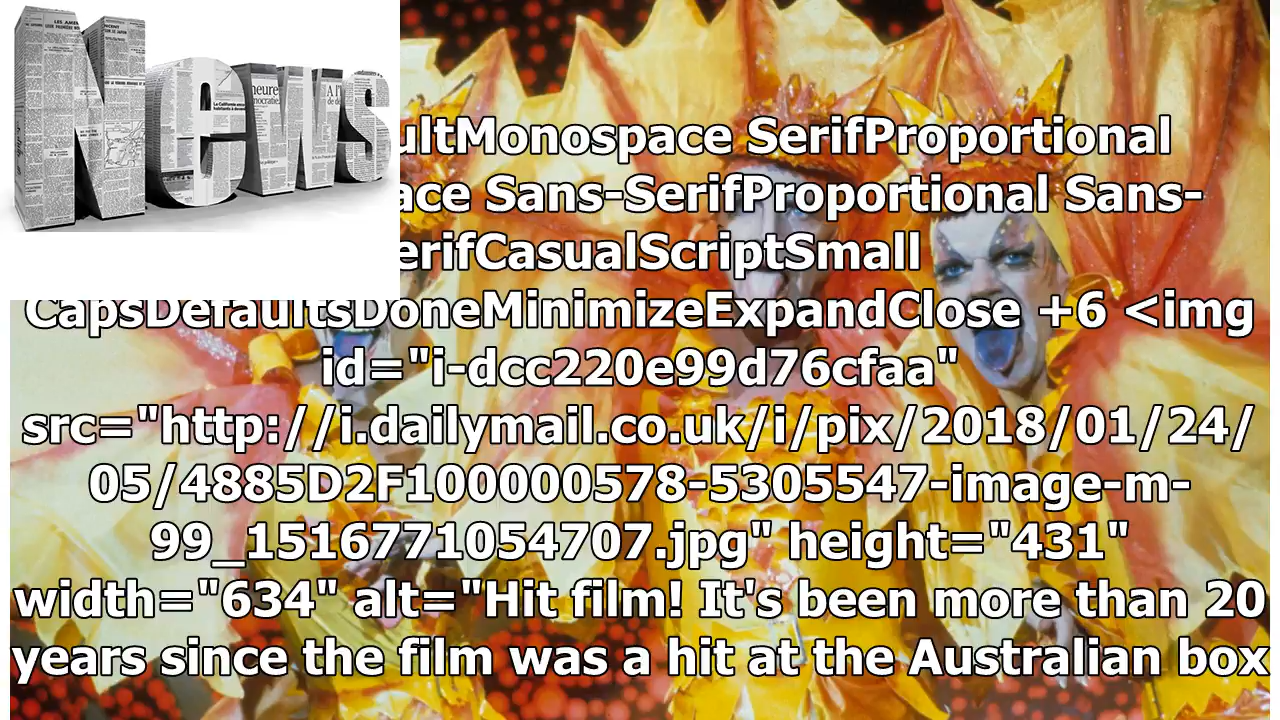 News
ultMonospace SerifProportional
ace Sans-SerifProportional Sans-
erifCasualScriptSmall
CapsDefaultsDoneMinimizeExpandClose +6 <img
id="i-dcc220e99d76cfaa"
src="http://i.dailymail.co.uk/i/pix/2018/01/24/
05/4885D2F100000578-5305547-image-m-
99_1516771054707.jpg" height="431"
width="634" alt="Hit film! It's been more than 20
years since the film was a hit at the Australian box